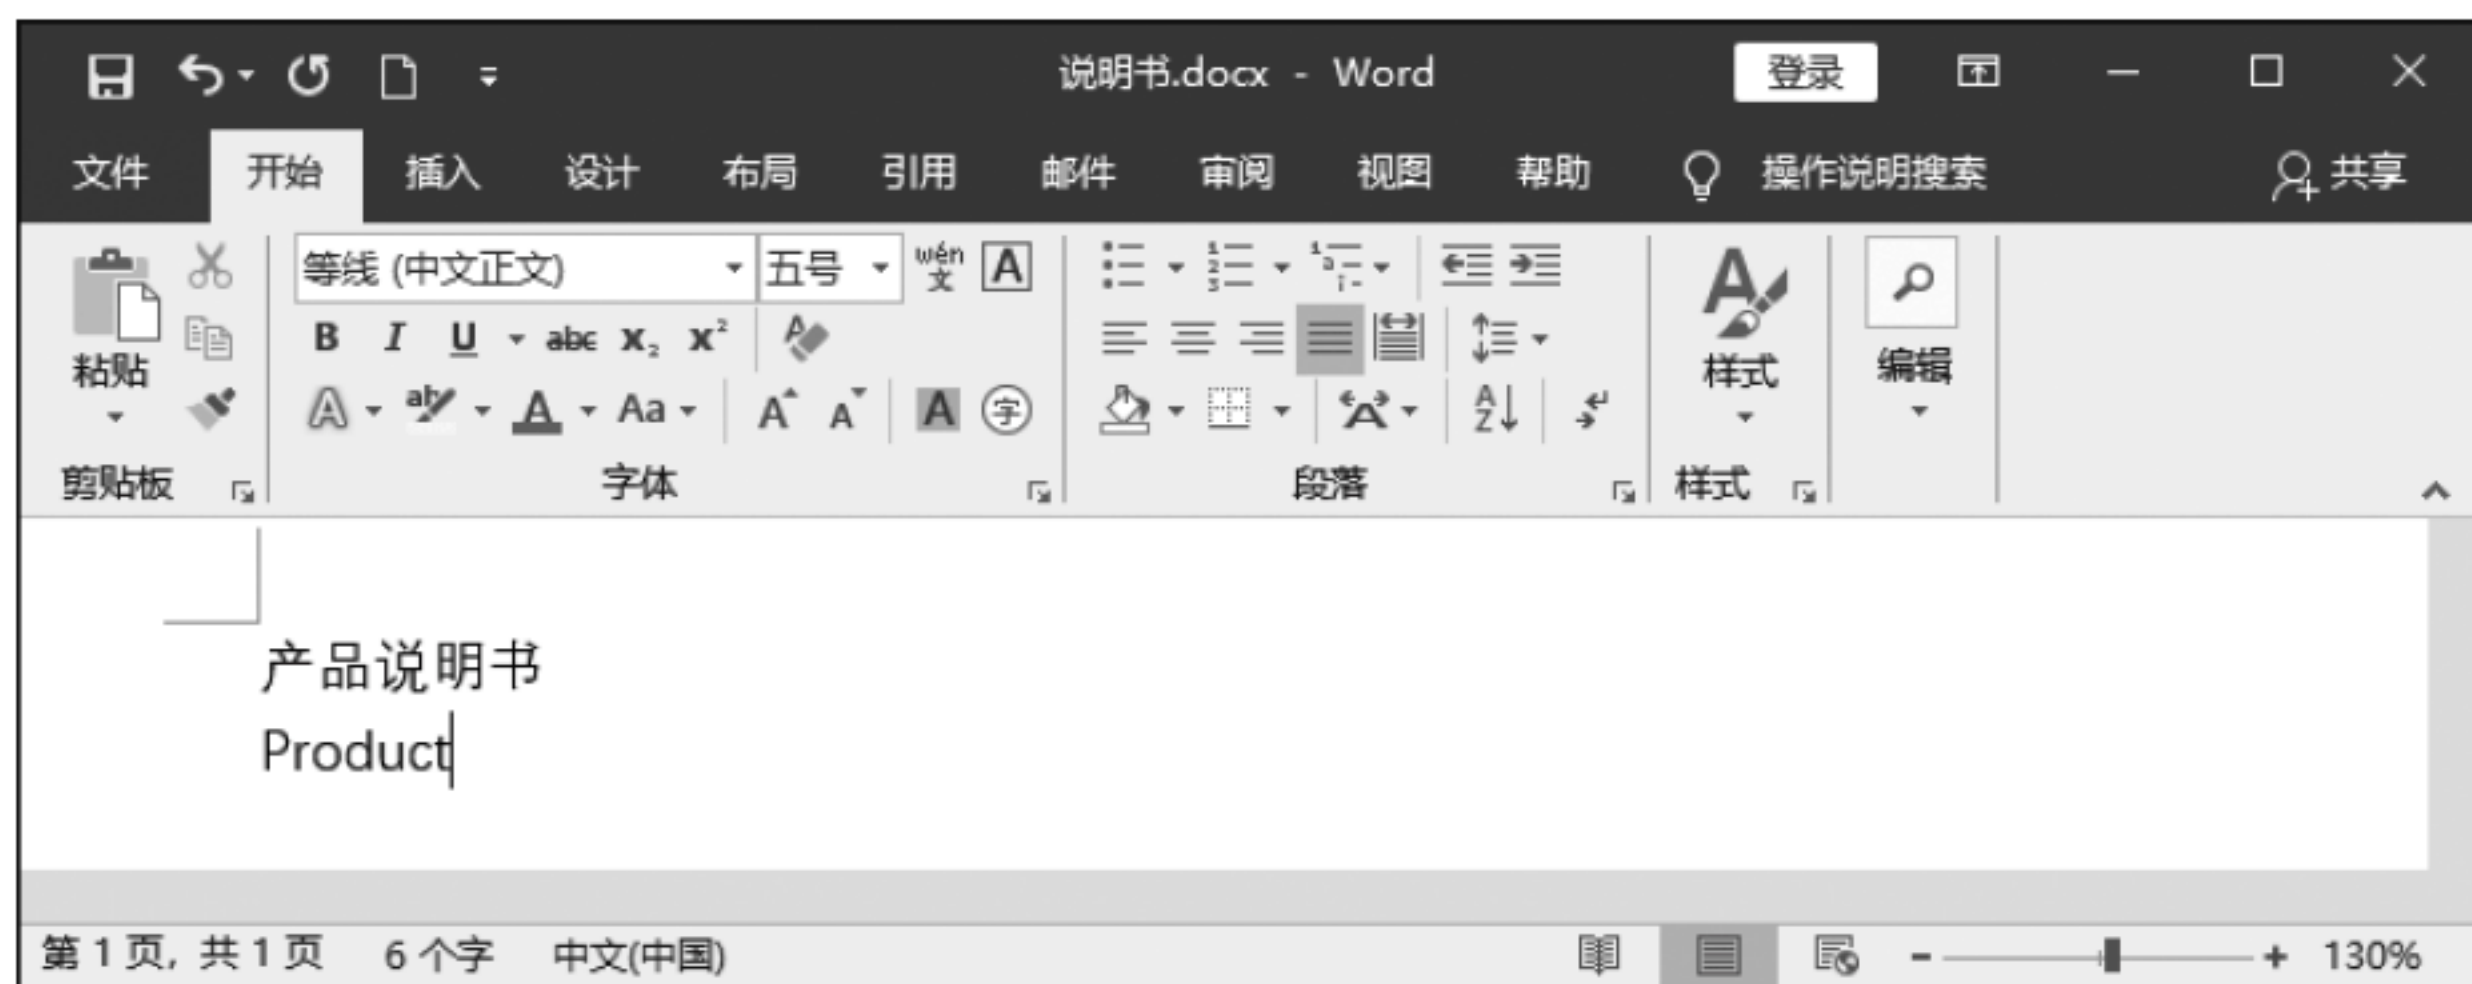 说明书.docx - Word 登录
文件 开始 插入 设计 布局 引用 邮件 审阅 视图 帮助 操作说明搜索 共享
等线 (中文正文) 五号 wén 文 A
粘贴 B I U abc x₂ x² A 样式 编辑
A ab A Aa A A A 字 A A Z
剪贴板 字体 段落 样式
产品说明书
Product
第 1 页, 共 1 页 6 个字 中文(中国) 130%